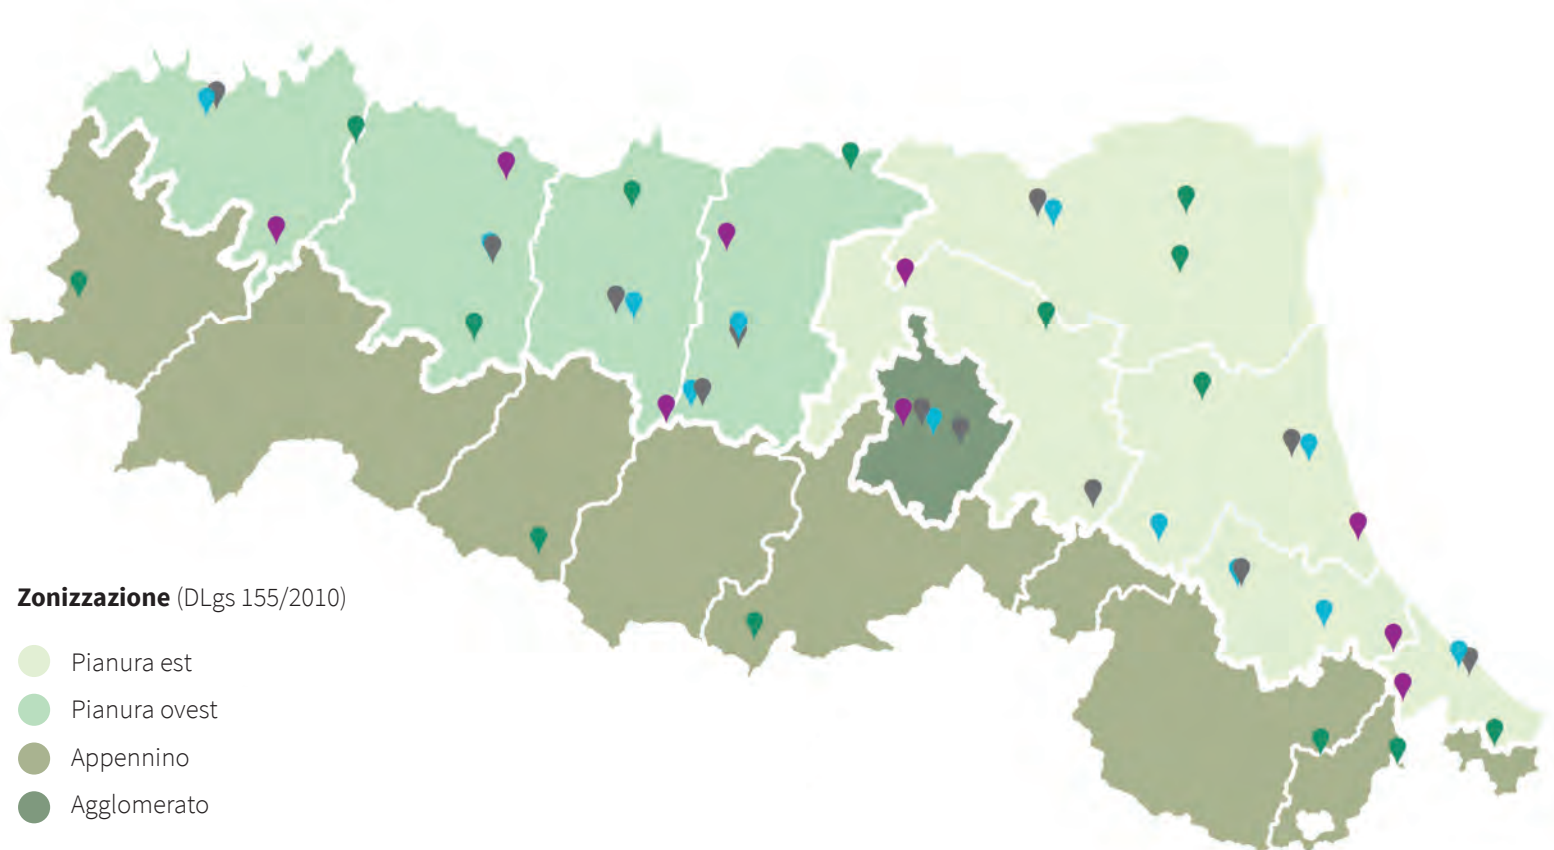 Zonizzazione (DLgs 155/2010)
Pianura est
Pianura ovest
Appennino
Agglomerato